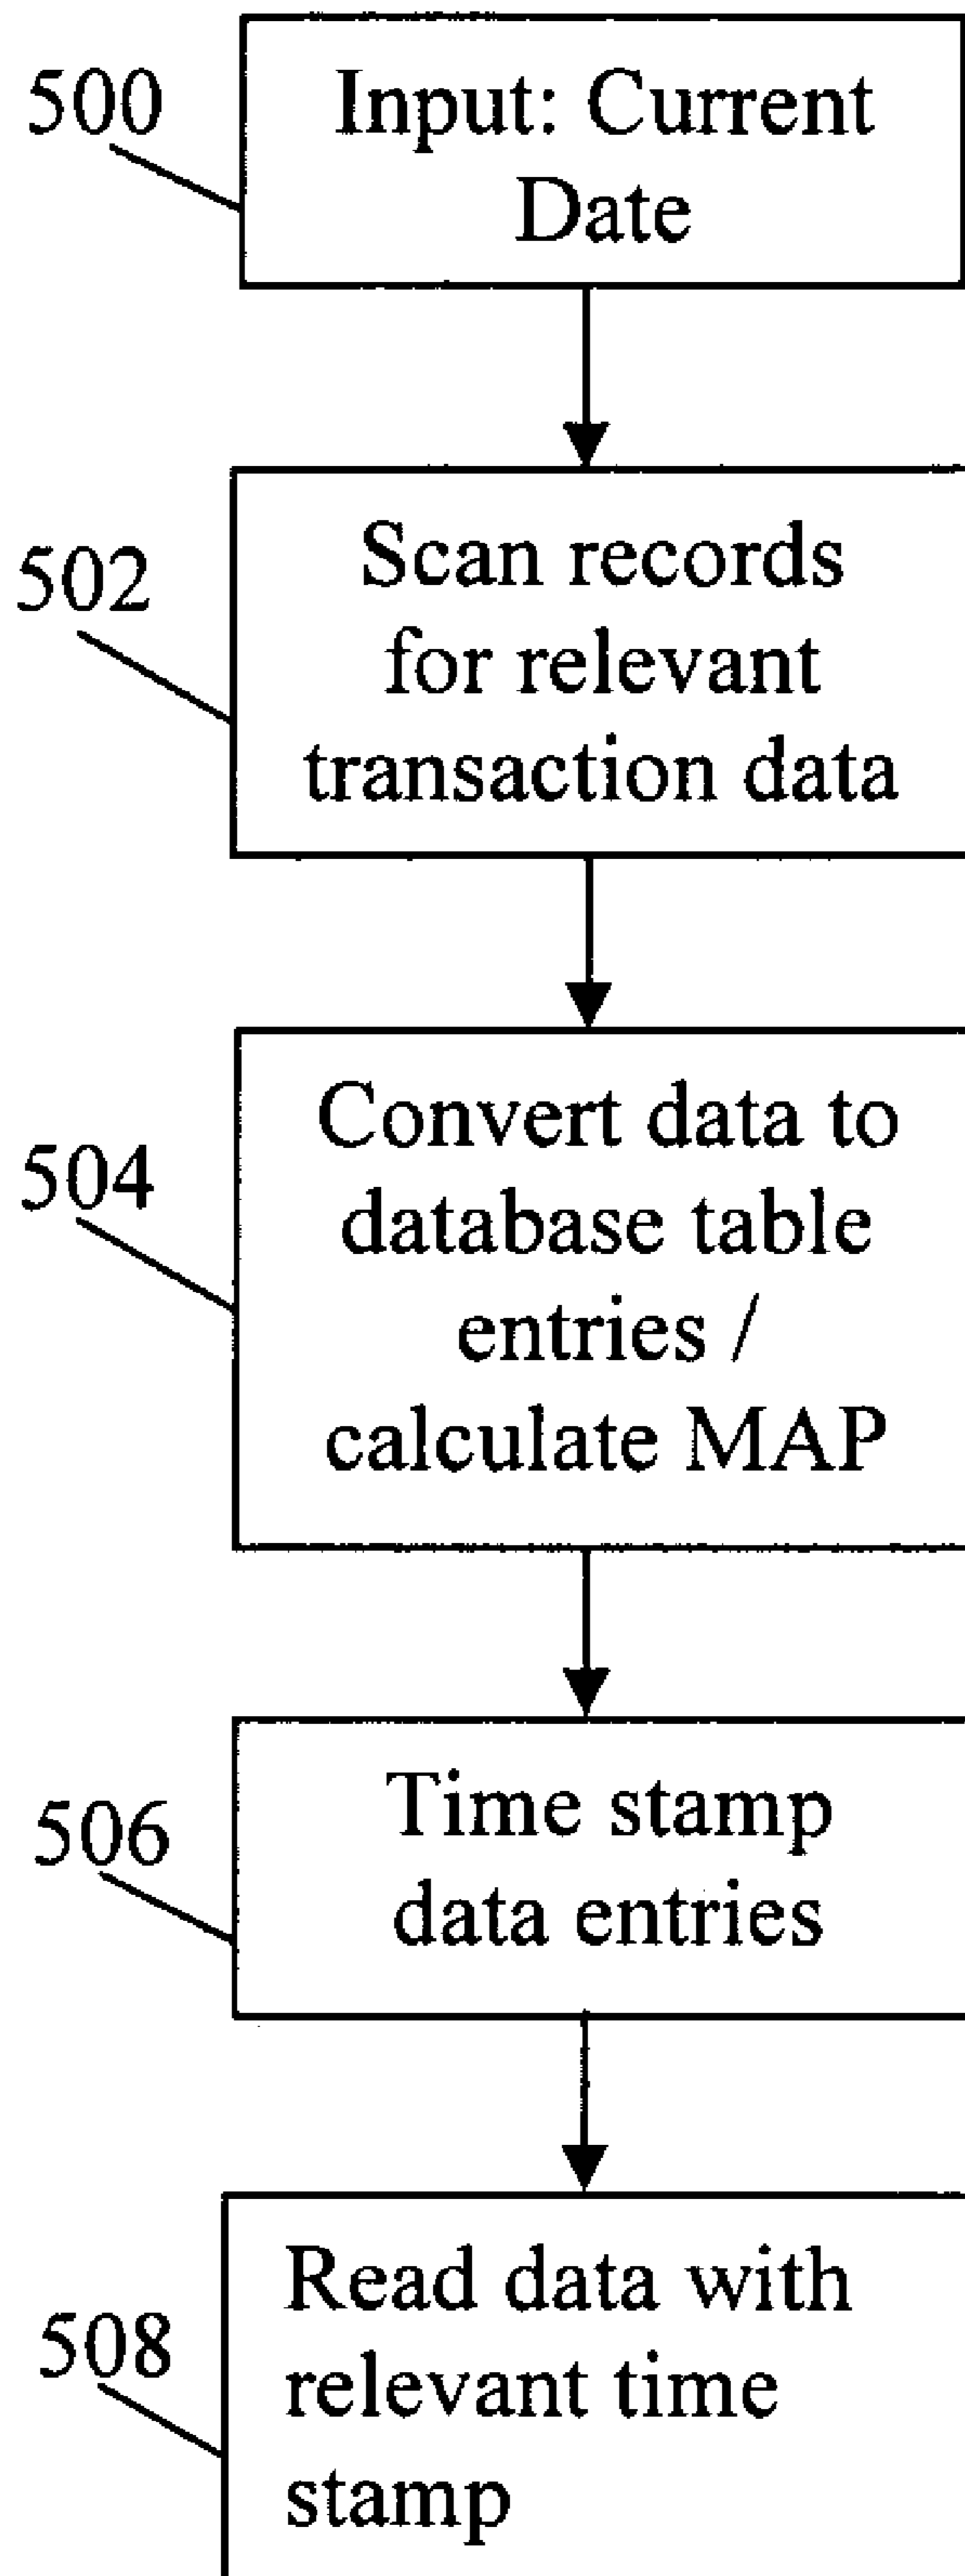 500
Input: Current
Date
502
Scan records
for relevant
transaction data
504
Convert data to
database table
entries /
calculate MAP
506
Time stamp
data entries
508
Read data with
relevant time
stamp